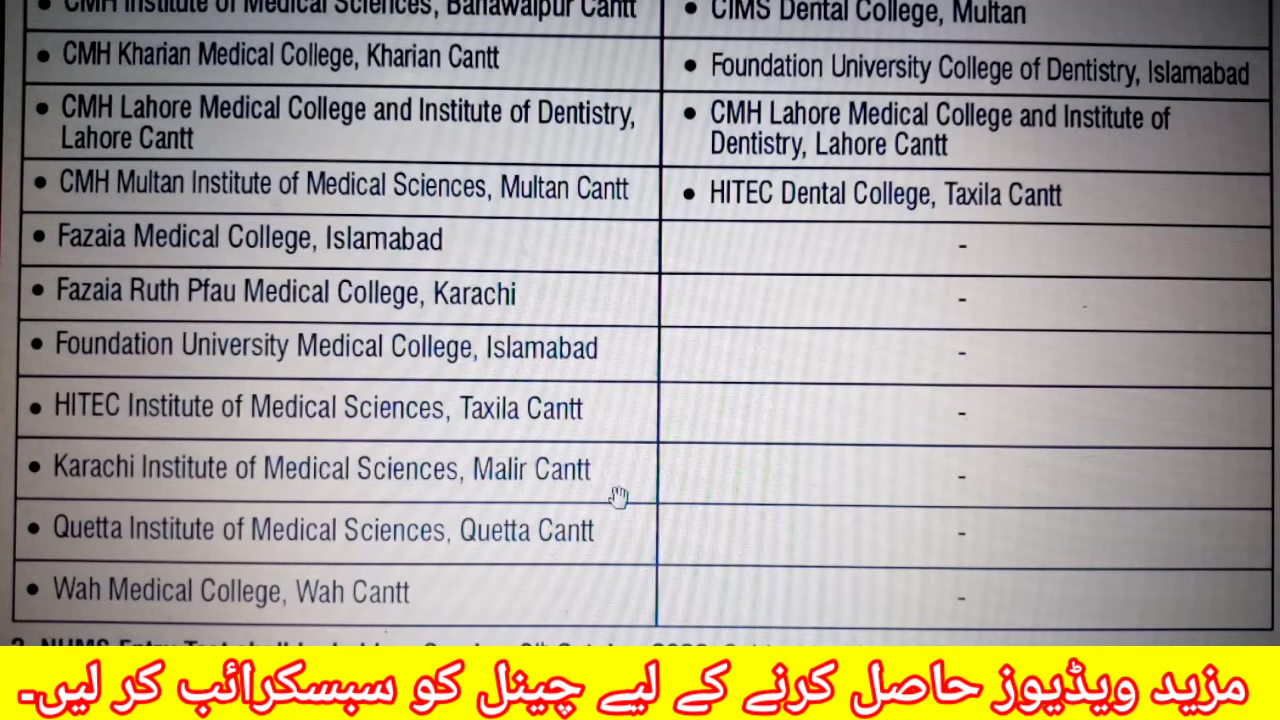 • CMH Institute of Medical Sciences, Bahawalpur Cantt
• CIMS Dental College, Multan
• CMH Kharian Medical College, Kharian Cantt
• Foundation University College of Dentistry, Islamabad
• CMH Lahore Medical College and Institute of Dentistry,
Lahore Cantt
• CMH Lahore Medical College and Institute of
Dentistry, Lahore Cantt
• CMH Multan Institute of Medical Sciences, Multan Cantt
• HITEC Dental College, Taxila Cantt
• Fazaia Medical College, Islamabad
-
• Fazaia Ruth Pfau Medical College, Karachi
-
• Foundation University Medical College, Islamabad
-
• HITEC Institute of Medical Sciences, Taxila Cantt
-
• Karachi Institute of Medical Sciences, Malir Cantt
-
• Quetta Institute of Medical Sciences, Quetta Cantt
-
• Wah Medical College, Wah Cantt
-
مزید ویڈیوز حاصل کرنے کے لیے چینل کو سبسکرائب کر لیں۔